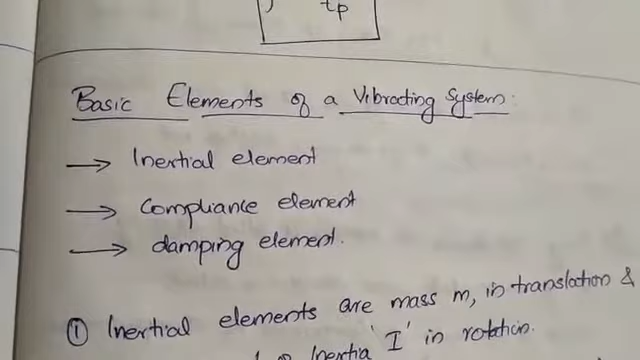 tp
Basic Elements of a Vibrating System:
→ Inertial element
→ Compliance element
→ damping element.
① Inertial elements are mass m, in translation &
Inertia 'I' in rotation.